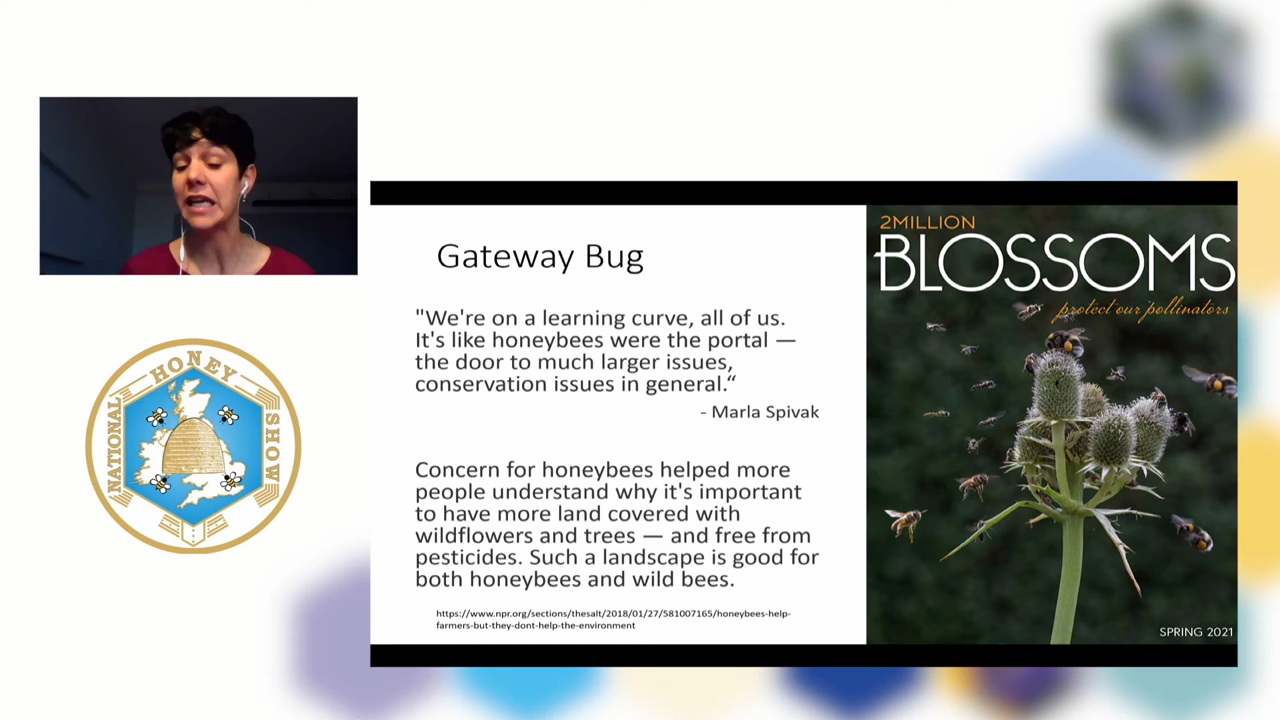 NATIONAL HONEY SHOW
Gateway Bug
"We're on a learning curve, all of us.
It's like honeybees were the portal —
the door to much larger issues,
conservation issues in general.“
- Marla Spivak
Concern for honeybees helped more
people understand why it's important
to have more land covered with
wildflowers and trees — and free from
pesticides. Such a landscape is good for
both honeybees and wild bees.
https://www.npr.org/sections/thesalt/2018/01/27/581007165/honeybees-help-
farmers-but-they-dont-help-the-environment
2MILLION
BLOSSOMS
protect our pollinators
SPRING 2021